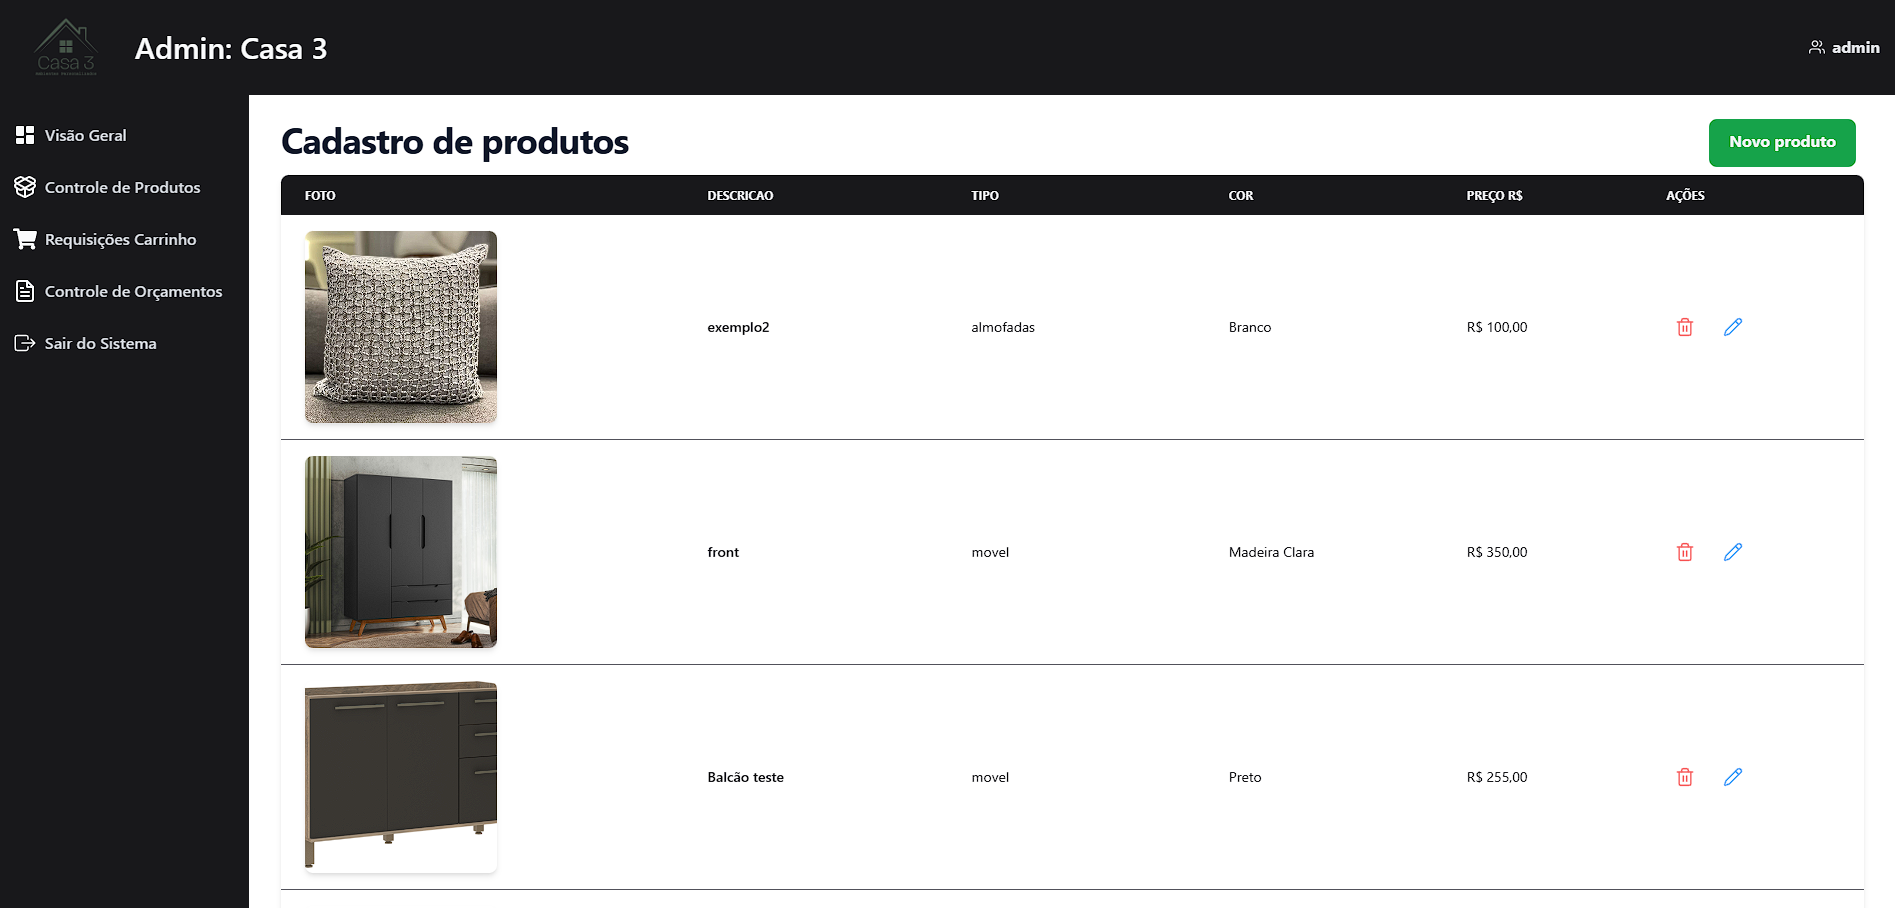 Casa 3
Admin: Casa 3
admin
Visão Geral
Controle de Produtos
Requisições Carrinho
Controle de Orçamentos
Sair do Sistema
Cadastro de produtos
Novo produto
FOTO DESCRICAO TIPO COR PREÇO R$ AÇÕES
exemplo2 almofadas Branco R$ 100,00
front movel Madeira Clara R$ 350,00
Balcão teste movel Preto R$ 255,00